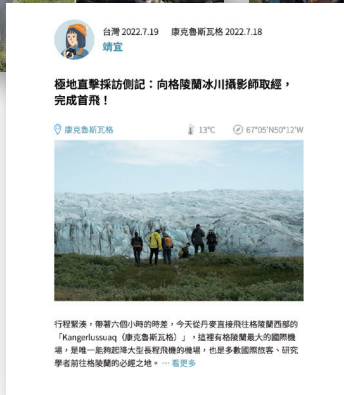 台灣 2022.7.19 康克魯斯瓦格 2022.7.18
靖宜
極地直擊採訪側記：向格陵蘭冰川攝影師取經，
完成首飛！
康克魯斯瓦格 13°C 67°05'N50°12'W
行程緊湊，帶著六個小時的時差，今天從丹麥直接飛往格陵蘭西部的
「Kangerlussuaq（康克魯斯瓦格）」，這裡有格陵蘭最大的國際機
場，是唯一能夠起降大型長程飛機的機場，也是多數國際旅客、研究
學者前往格陵蘭的必經之地。 … 看更多